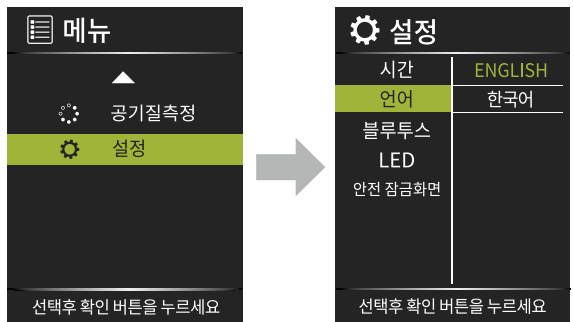 메뉴
공기질측정
설정
선택후 확인 버튼을 누르세요
설정
시간
ENGLISH
언어
한국어
블루투스
LED
안전 잠금화면
선택후 확인 버튼을 누르세요